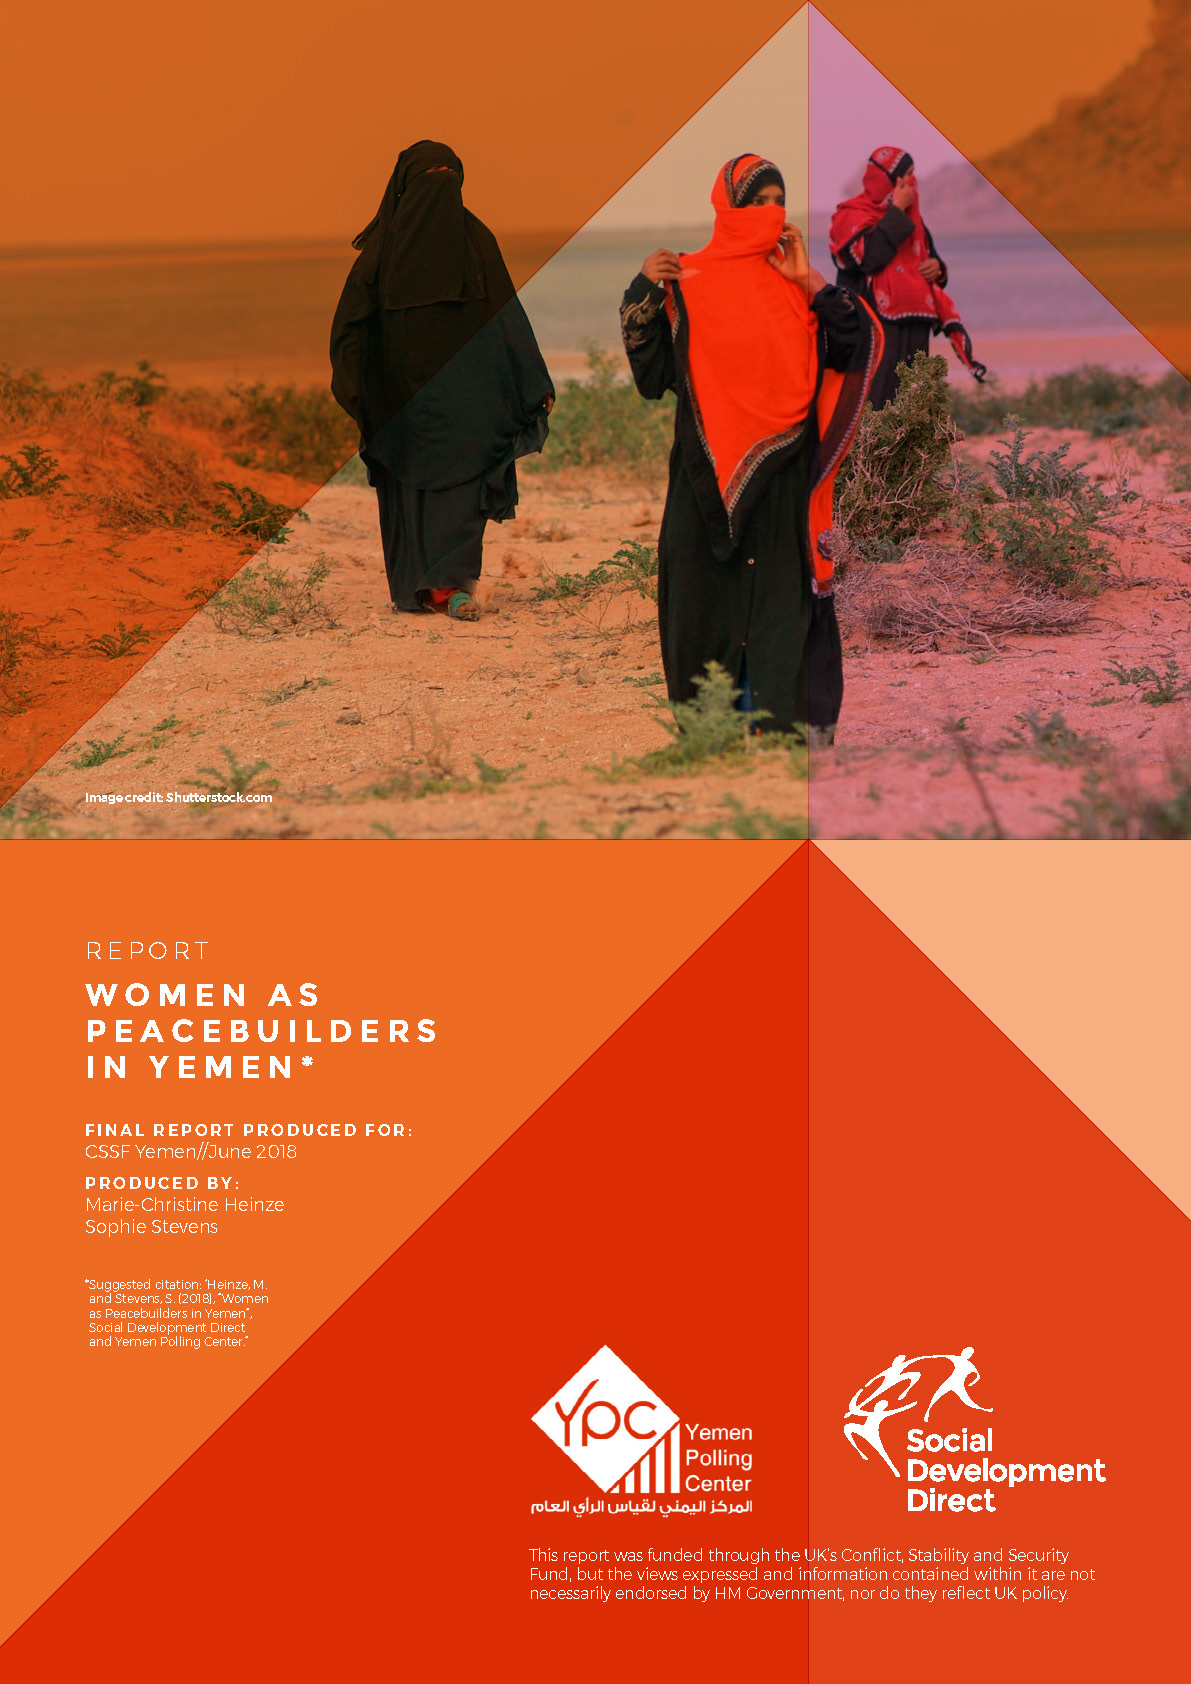 Image credit: Shutterstock.com
REPORT
WOMEN AS
PEACEBUILDERS
IN YEMEN*
FINAL REPORT PRODUCED FOR:
CSSF Yemen//June 2018
PRODUCED BY:
Marie-Christine Heinze
Sophie Stevens
*Suggested citation: "Heinze, M.
and Stevens, S. (2018), "Women
as Peacebuilders in Yemen",
Social Development Direct
and Yemen Polling Center."
YPC
Yemen
Polling
Center
المركز اليمني لقياس الرأي العام
Social
Development
Direct
This report was funded through the UK's Conflict, Stability and Security
Fund, but the views expressed and information contained within it are not
necessarily endorsed by HM Government, nor do they reflect UK policy.